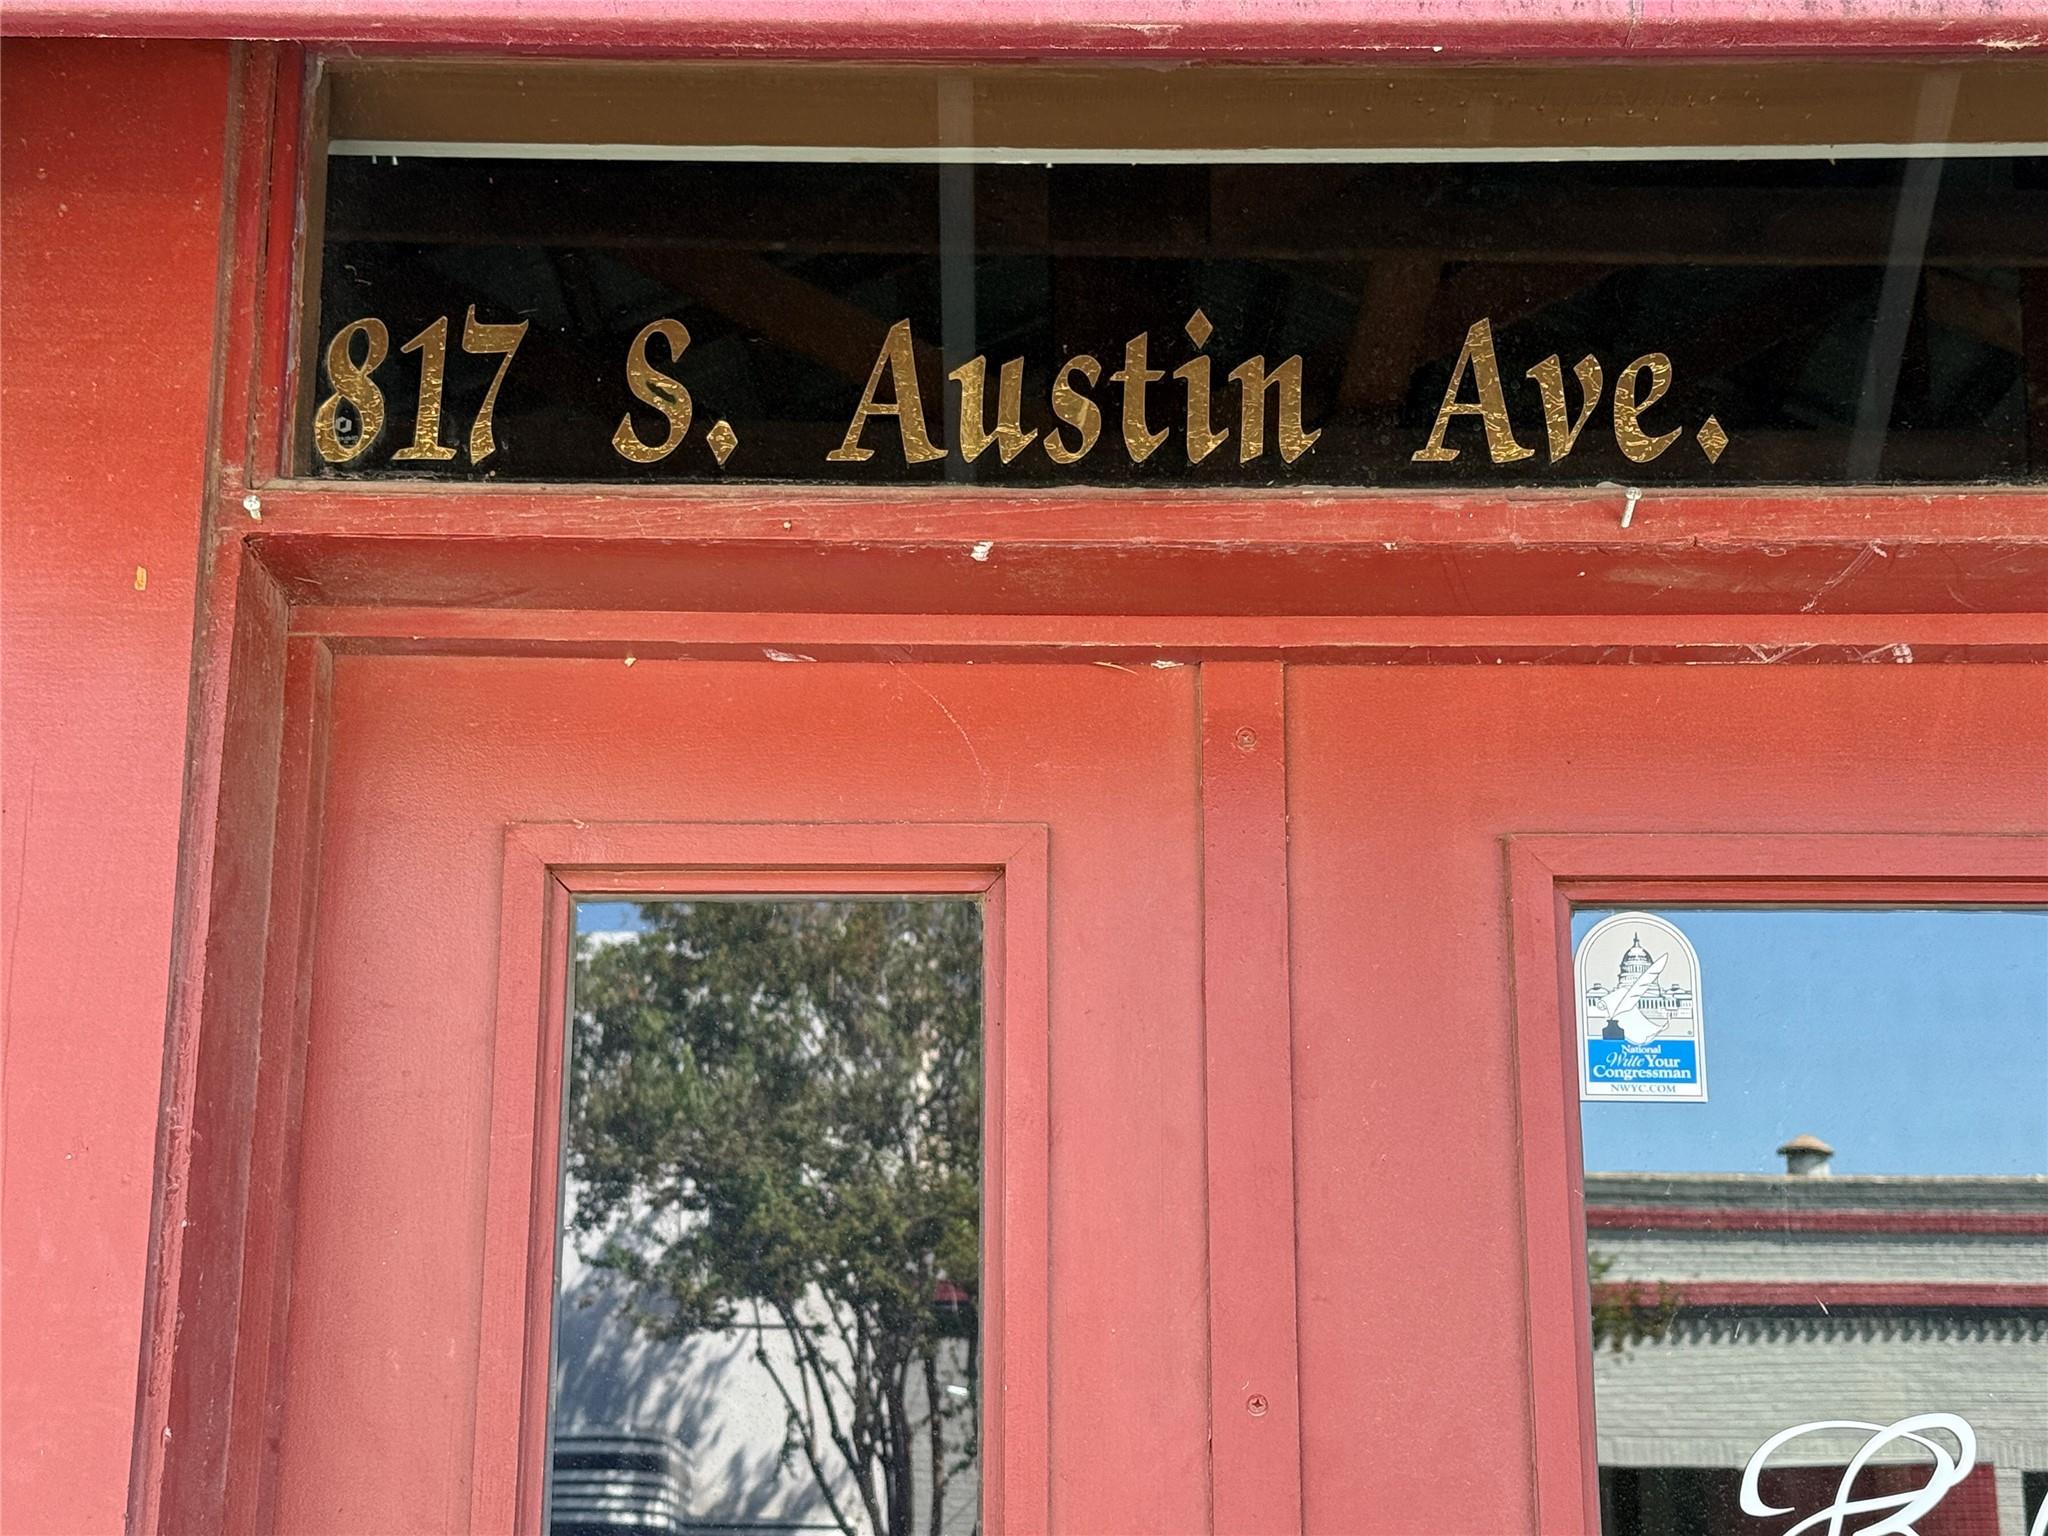 817 S. Austin Ave.
National
Write Your
Congressman
NWYC.COM